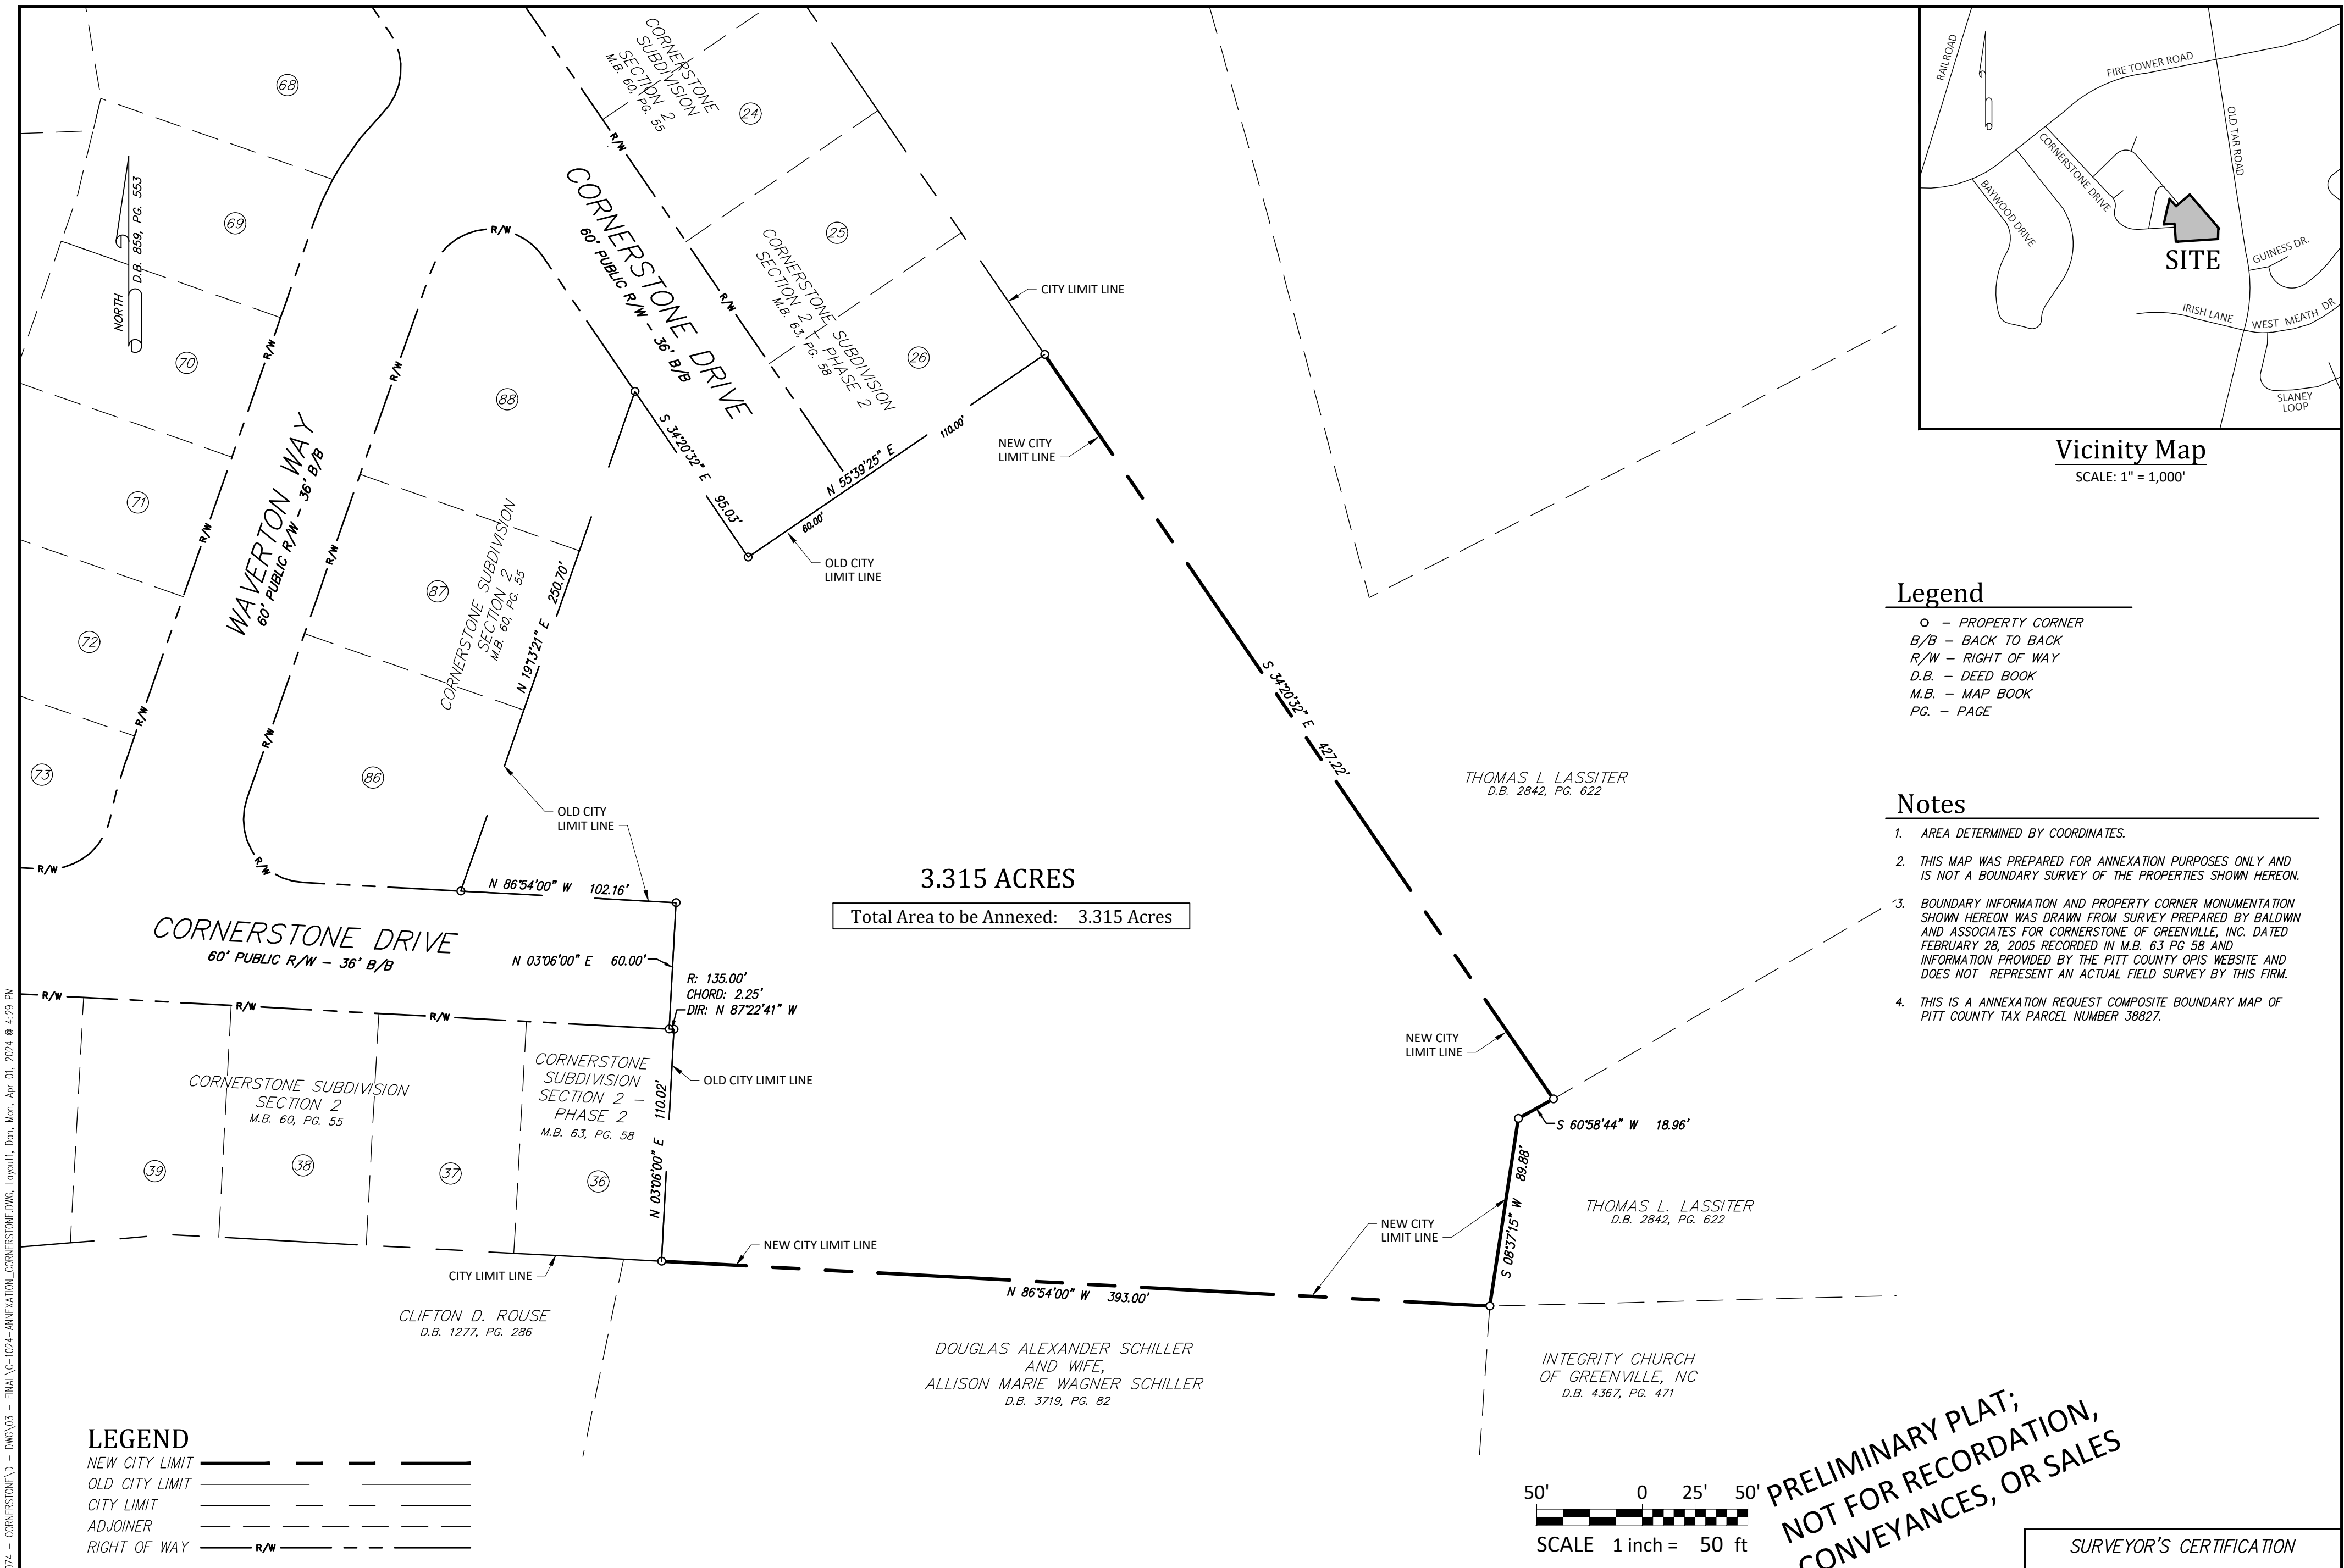 68
69
70
71
72
73
NORTH
D.B. 859, PG. 553
WAVERTON WAY
60' PUBLIC R/W - 36' B/B
R/W
R/W
R/W
R/W
R/W
R/W
R/W
R/W
R/W
R/W
88
87
86
CORNERSTONE SUBDIVISION
SECTION 2
M.B. 60, PG. 55
N 19°13'21" E 250.70'
CORNERSTONE
SUBDIVISION
SECTION 2
M.B. 60, PG. 55
24
25
26
R/W
R/W
CORNERSTONE DRIVE
60' PUBLIC R/W - 36' B/B
CORNERSTONE SUBDIVISION
SECTION 2 - PHASE 2
M.B. 63, PG. 58
S 34°20'32" E 95.03'
N 55°39'25" E
60.00'
110.00'
CITY LIMIT LINE
NEW CITY
LIMIT LINE
OLD CITY
LIMIT LINE
S 34°20'32" E 427.22'
THOMAS L LASSITER
D.B. 2842, PG. 622
OLD CITY
LIMIT LINE
N 86°54'00" W 102.16'
3.315 ACRES
Total Area to be Annexed: 3.315 Acres
CORNERSTONE DRIVE
60' PUBLIC R/W - 36' B/B
N 03°06'00" E 60.00'
R: 135.00'
CHORD: 2.25'
DIR: N 87°22'41" W
R/W
R/W
R/W
CORNERSTONE SUBDIVISION
SECTION 2
M.B. 60, PG. 55
CORNERSTONE
SUBDIVISION
SECTION 2 -
PHASE 2
M.B. 63, PG. 58
39
38
37
36
OLD CITY LIMIT LINE
N 03°06'00" E 110.02'
NEW CITY
LIMIT LINE
S 60°58'44" W 18.96'
S 08°37'15" W 89.88'
THOMAS L. LASSITER
D.B. 2842, PG. 622
NEW CITY
LIMIT LINE
NEW CITY LIMIT LINE
CITY LIMIT LINE
N 86°54'00" W 393.00'
CLIFTON D. ROUSE
D.B. 1277, PG. 286
DOUGLAS ALEXANDER SCHILLER
AND WIFE,
ALLISON MARIE WAGNER SCHILLER
D.B. 3719, PG. 82
INTEGRITY CHURCH
OF GREENVILLE, NC
D.B. 4367, PG. 471
RAILROAD
FIRE TOWER ROAD
OLD TAR ROAD
CORNERSTONE DRIVE
BAYWOOD DRIVE
SITE
GUINESS DR.
IRISH LANE
WEST MEATH DR
SLANEY
LOOP
Vicinity Map
SCALE: 1" = 1,000'
Legend
O - PROPERTY CORNER
B/B - BACK TO BACK
R/W - RIGHT OF WAY
D.B. - DEED BOOK
M.B. - MAP BOOK
PG. - PAGE
Notes
1. AREA DETERMINED BY COORDINATES.
2. THIS MAP WAS PREPARED FOR ANNEXATION PURPOSES ONLY AND
IS NOT A BOUNDARY SURVEY OF THE PROPERTIES SHOWN HEREON.
3. BOUNDARY INFORMATION AND PROPERTY CORNER MONUMENTATION
SHOWN HEREON WAS DRAWN FROM SURVEY PREPARED BY BALDWIN
AND ASSOCIATES FOR CORNERSTONE OF GREENVILLE, INC. DATED
FEBRUARY 28, 2005 RECORDED IN M.B. 63 PG 58 AND
INFORMATION PROVIDED BY THE PITT COUNTY OPIS WEBSITE AND
DOES NOT REPRESENT AN ACTUAL FIELD SURVEY BY THIS FIRM.
4. THIS IS A ANNEXATION REQUEST COMPOSITE BOUNDARY MAP OF
PITT COUNTY TAX PARCEL NUMBER 38827.
LEGEND
NEW CITY LIMIT
OLD CITY LIMIT
CITY LIMIT
ADJOINER
RIGHT OF WAY R/W
50' 0 25' 50'
SCALE 1 inch = 50 ft
PRELIMINARY PLAT;
NOT FOR RECORDATION,
CONVEYANCES, OR SALES
SURVEYOR'S CERTIFICATION
074 - CORNERSTONE\D - DWG\03 - FINAL\C-1024-ANNEXATION_CORNERSTONE.DWG, Layout1, Dan, Mon, Apr 01, 2024 @ 4:29 PM